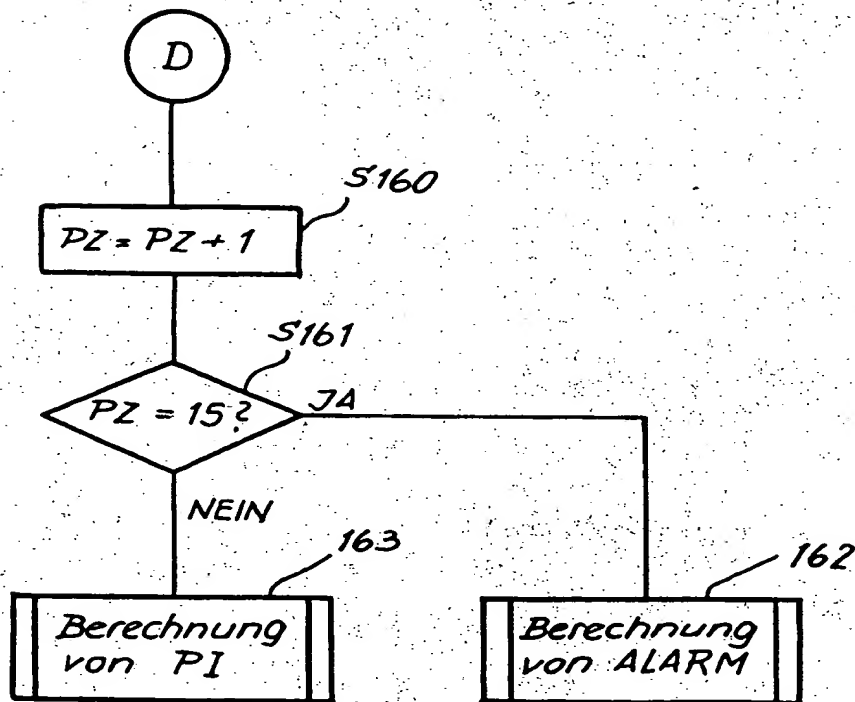 D
S160
PZ = PZ + 1
S161
PZ = 15?
JA
NEIN
163
162
Berechnung
von PI
Berechnung
von ALARM